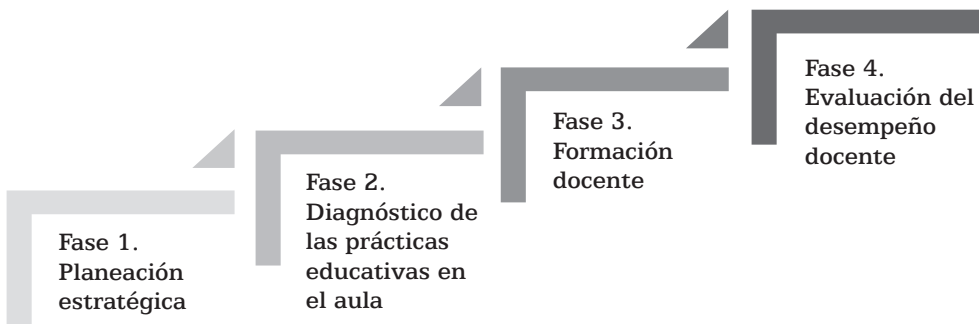 Fase 1.
Planeación
estratégica
Fase 2.
Diagnóstico de
las prácticas
educativas en
el aula
Fase 3.
Formación
docente
Fase 4.
Evaluación del
desempeño
docente